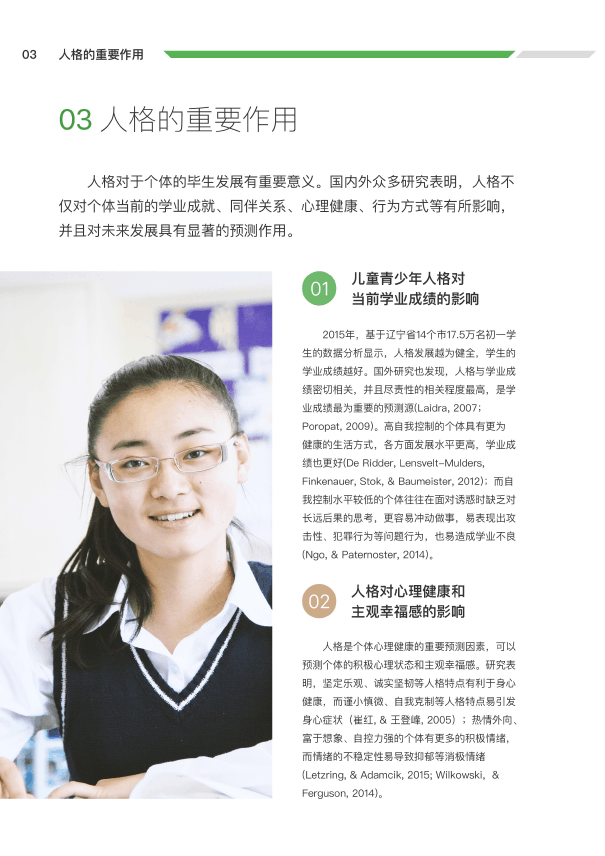 03 人格的重要作用
03 人格的重要作用
人格对于个体的毕生发展有重要意义。国内外众多研究表明，人格不
仅对个体当前的学业成就、同伴关系、心理健康、行为方式等有所影响，
并且对未来发展具有显著的预测作用。
01
儿童青少年人格对
当前学业成绩的影响
2015年，基于辽宁省14个市17.5万名初一学
生的数据分析显示，人格发展越为健全，学生的
学业成绩越好。国外研究也发现，人格与学业成
绩密切相关，并且尽责性的相关程度最高，是学
业成绩最为重要的预测源(Laidra, 2007；
Poropat, 2009)。高自我控制的个体具有更为
健康的生活方式，各方面发展水平更高，学业成
绩也更好(De Ridder, Lensvelt-Mulders,
Finkenauer, Stok, & Baumeister, 2012)；而自
我控制水平较低的个体往往在面对诱惑时缺乏对
长远后果的思考，更容易冲动做事，易表现出攻
击性、犯罪行为等问题行为，也易造成学业不良
(Ngo, & Paternoster, 2014)。
02
人格对心理健康和
主观幸福感的影响
人格是个体心理健康的重要预测因素，可以
预测个体的积极心理状态和主观幸福感。研究表
明，坚定乐观、诚实坚韧等人格特点有利于身心
健康，而谨小慎微、自我克制等人格特点易引发
身心症状（崔红, & 王登峰, 2005）；热情外向、
富于想象、自控力强的个体有更多的积极情绪，
而情绪的不稳定性易导致抑郁等消极情绪
(Letzring, & Adamcik, 2015; Wilkowski, &
Ferguson, 2014)。